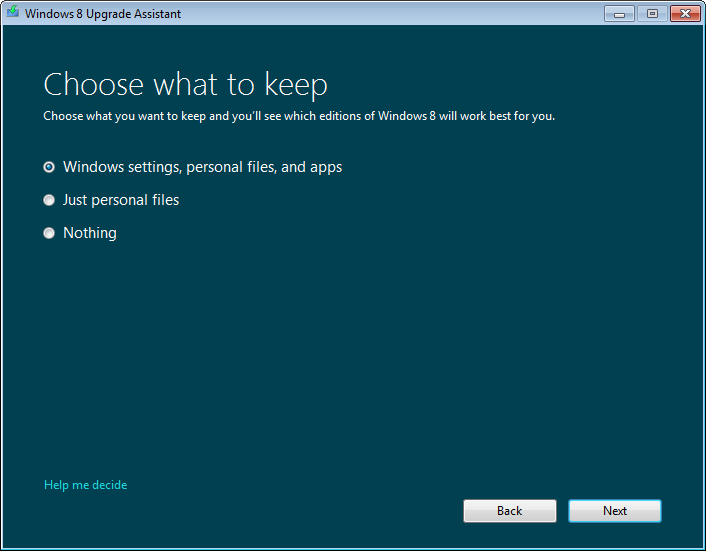 Windows 8 Upgrade Assistant
Choose what to keep
Choose what you want to keep and you'll see which editions of Windows 8 will work best for you.
Windows settings, personal files, and apps
Just personal files
Nothing
Help me decide
Back
Next